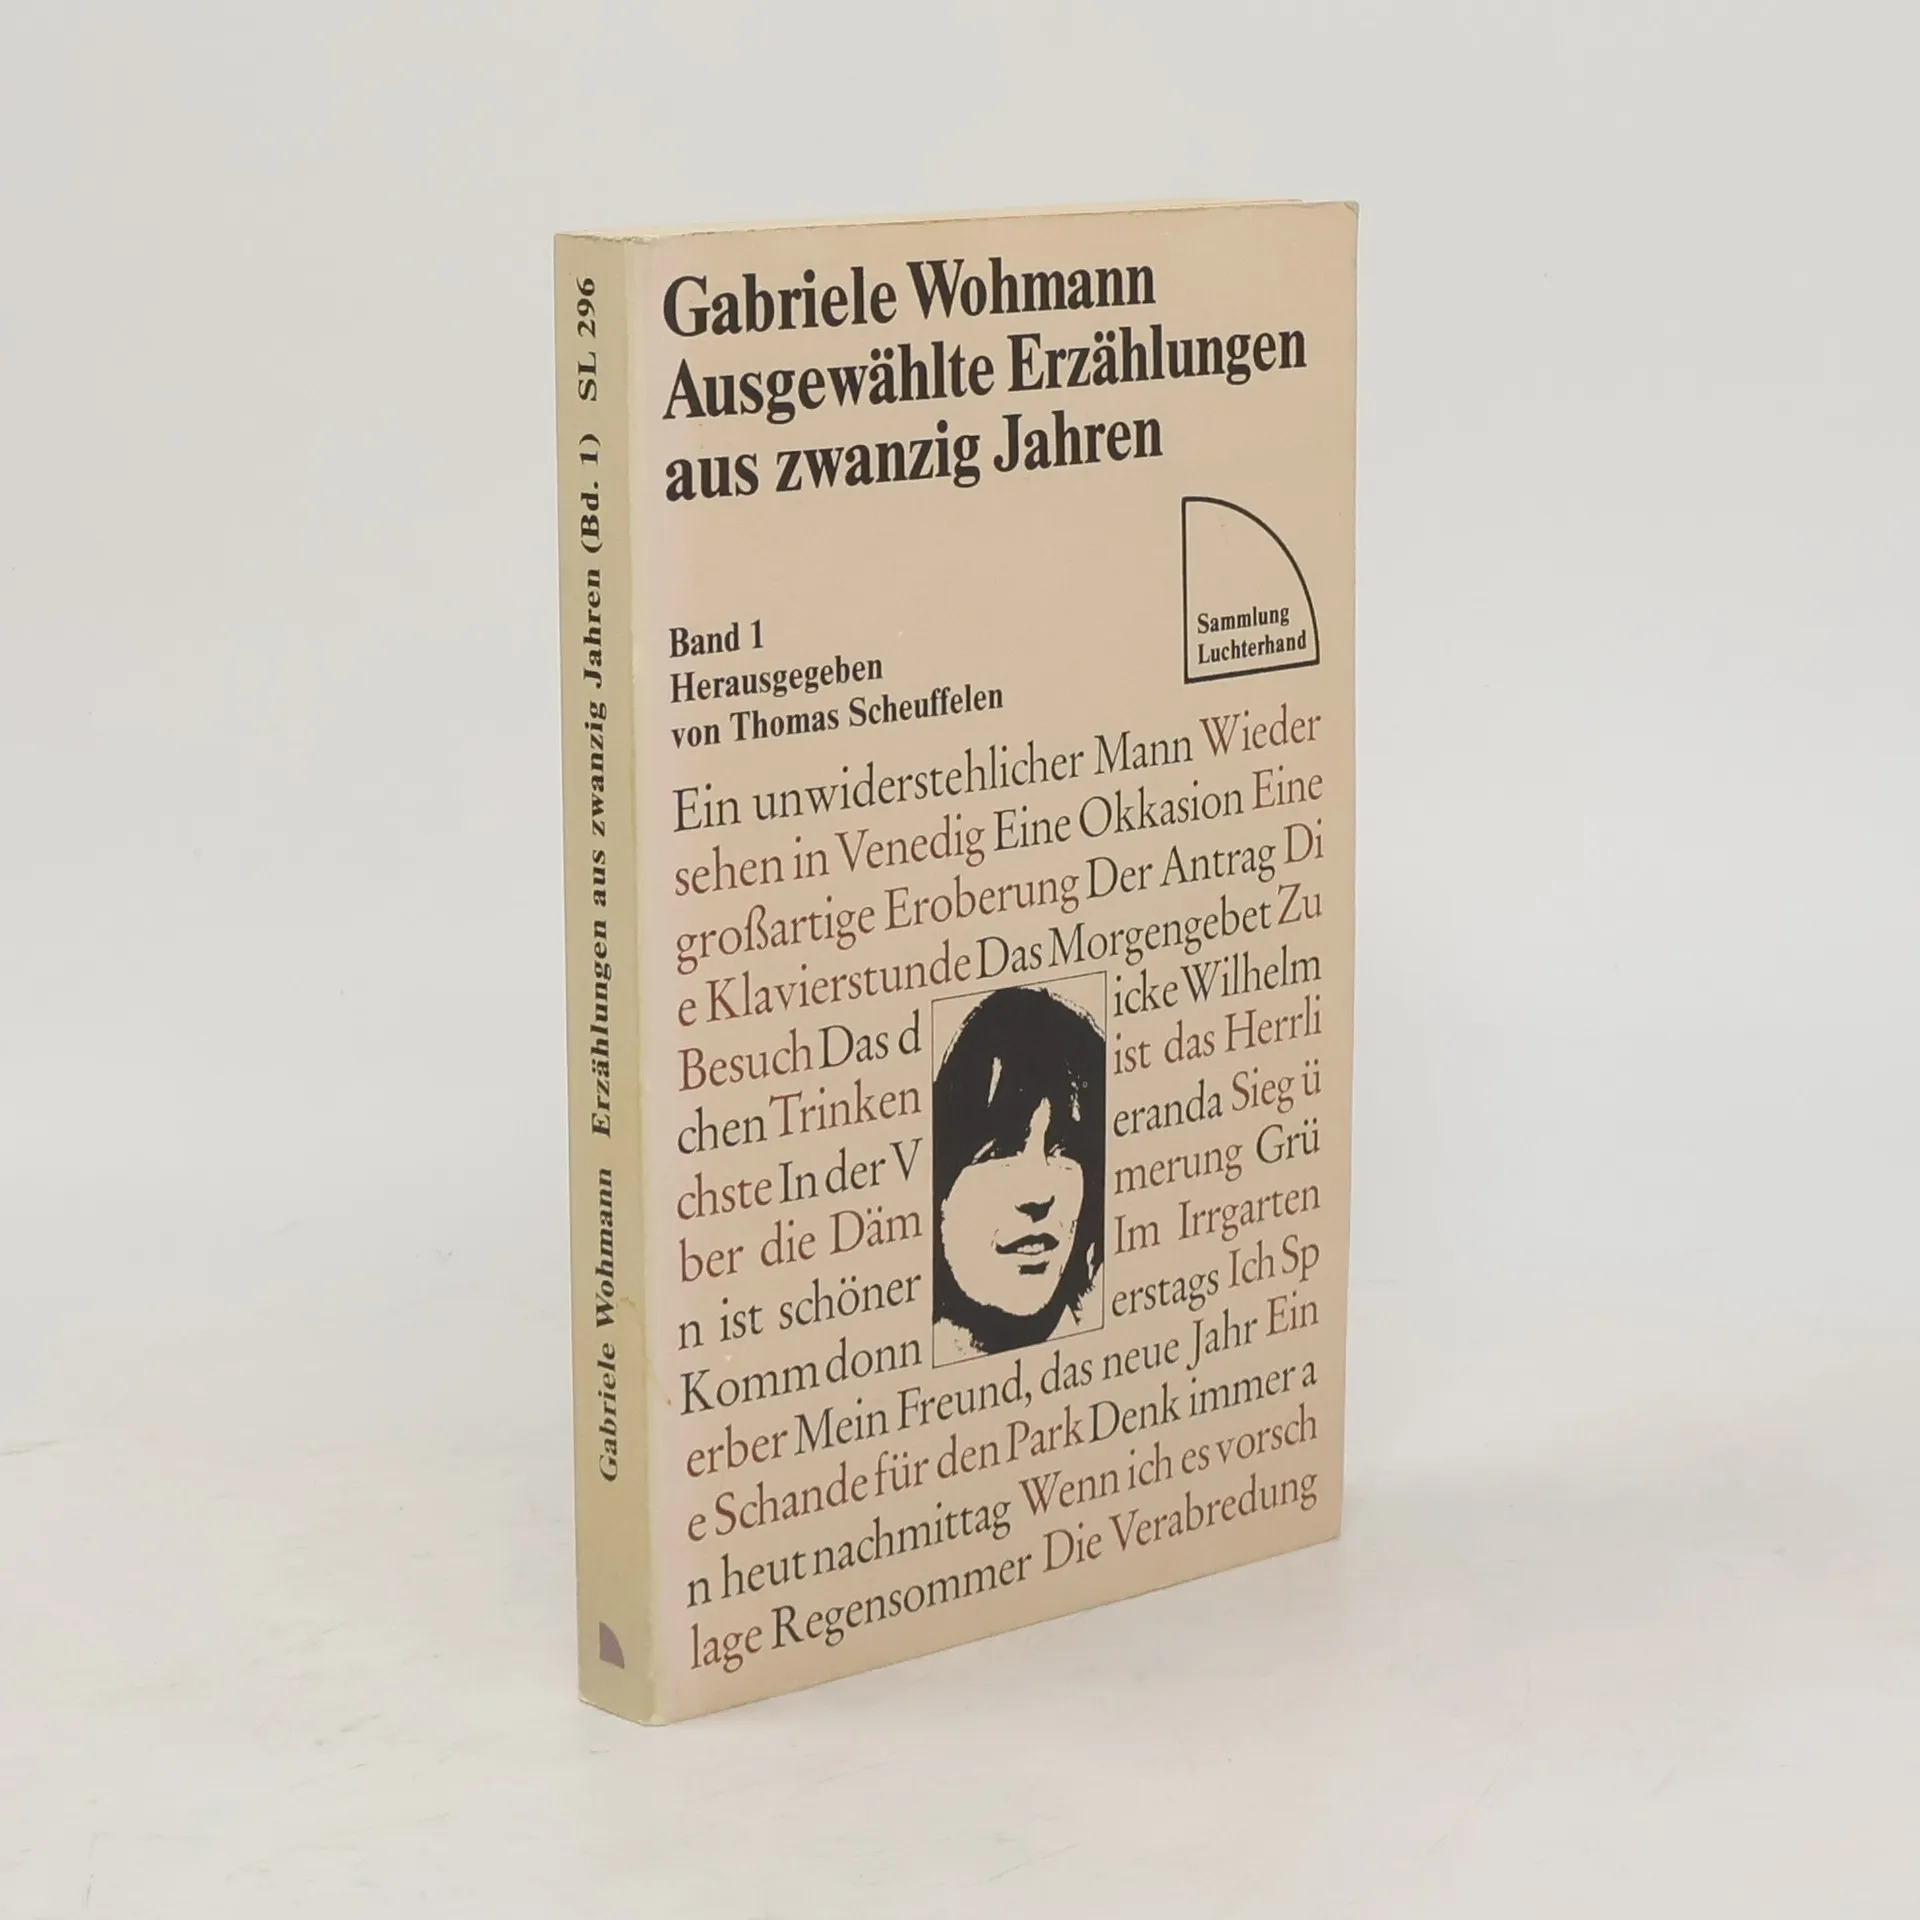 Gabriele Wohmann Erzählungen aus zwanzig Jahren (Bd. 1) SL 296
Gabriele Wohmann
Ausgewählte Erzählungen
aus zwanzig Jahren
Sammlung
Luchterhand
Band 1
Herausgegeben
von Thomas Scheuffelen
Ein unwiderstehlicher Mann Wieder
sehen in Venedig Eine Okkasion Eine
großartige Eroberung Der Antrag Di
e Klavierstunde Das Morgengebet Zu
Besuch Das d icke Wilhelm
chen Trinken ist das Herrli
chste In der V eranda Sieg ü
ber die Däm merung Grü
n ist schöner Im Irrgarten
Komm donn erstags Ich Sp
erber Mein Freund, das neue Jahr Ein
e Schande für den Park Denk immer a
n heut nachmittag Wenn ich es vorsch
lage Regensommer Die Verabredung